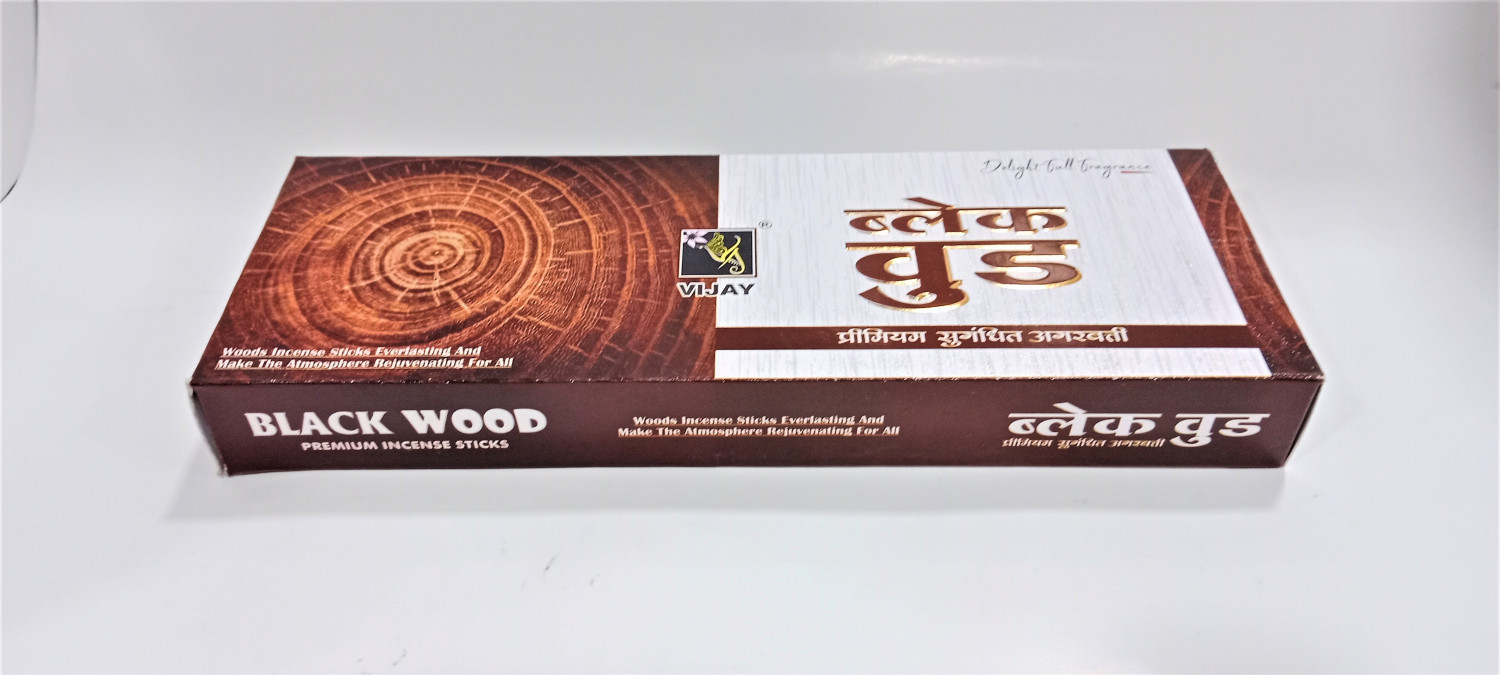 Delight Full Fragrance
ब्लेक
वुड
®
VIJAY
प्रीमियम सुगंधित अगरबत्ती
Woods Incense Sticks Everlasting And
Make The Atmosphere Rejuvenating For All
BLACK WOOD
PREMIUM INCENSE STICKS
Woods Incense Sticks Everlasting And
Make The Atmosphere Rejuvenating For All
ब्लेक वुड
प्रीमियम सुगंधित अगरबत्ती